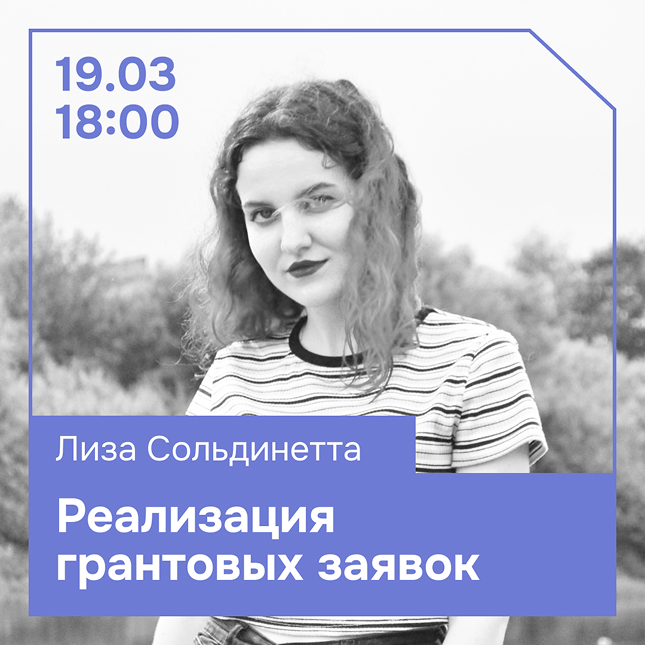 19.03
18:00
Лиза Сольдинетта
Реализация
грантовых заявок